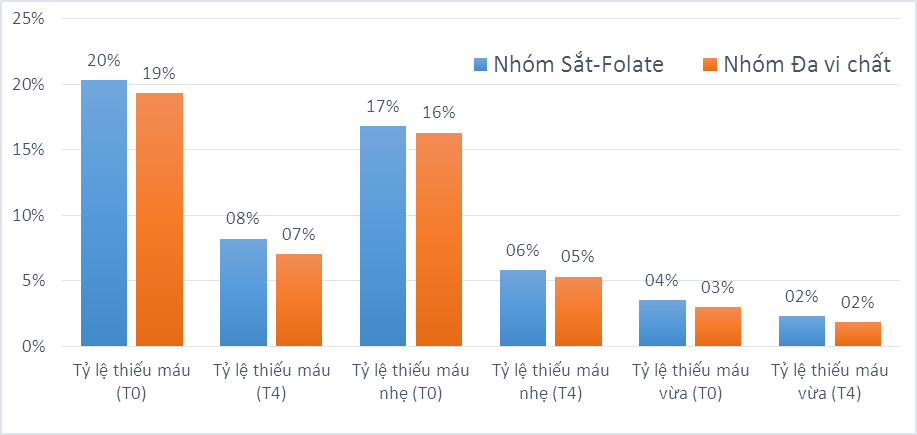 25%
20%
15%
10%
5%
0%
Nhóm Sắt-Folate
Nhóm Đa vi chất
20%
19%
08%
07%
17%
16%
06%
05%
04%
03%
02%
02%
Tỷ lệ thiếu máu
(T0)
Tỷ lệ thiếu máu
(T4)
Tỷ lệ thiếu máu
nhẹ (T0)
Tỷ lệ thiếu máu
nhẹ (T4)
Tỷ lệ thiếu máu
vừa (T0)
Tỷ lệ thiếu máu
vừa (T4)